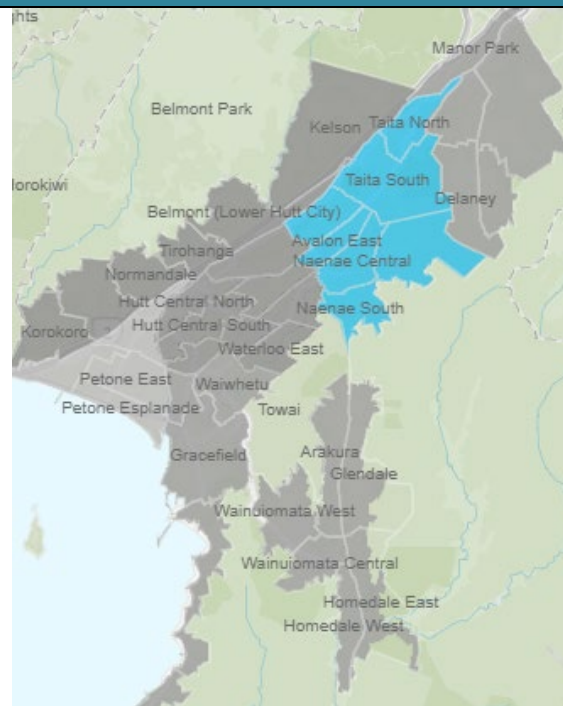 Manor Park
Belmont Park
Kelson
Taita North
Taita South
Delaney
Belmont (Lower Hutt City)
Avalon East
Tirohanga
Naenae Central
Normandale
Hutt Central North
Naenae South
Korokoro
Hutt Central South
Waterloo East
Petone East
Waiwhetu
Petone Esplanade
Towai
Gracefield
Arakura
Glendale
Wainuiomata West
Wainuiomata Central
Homedale East
Homedale West